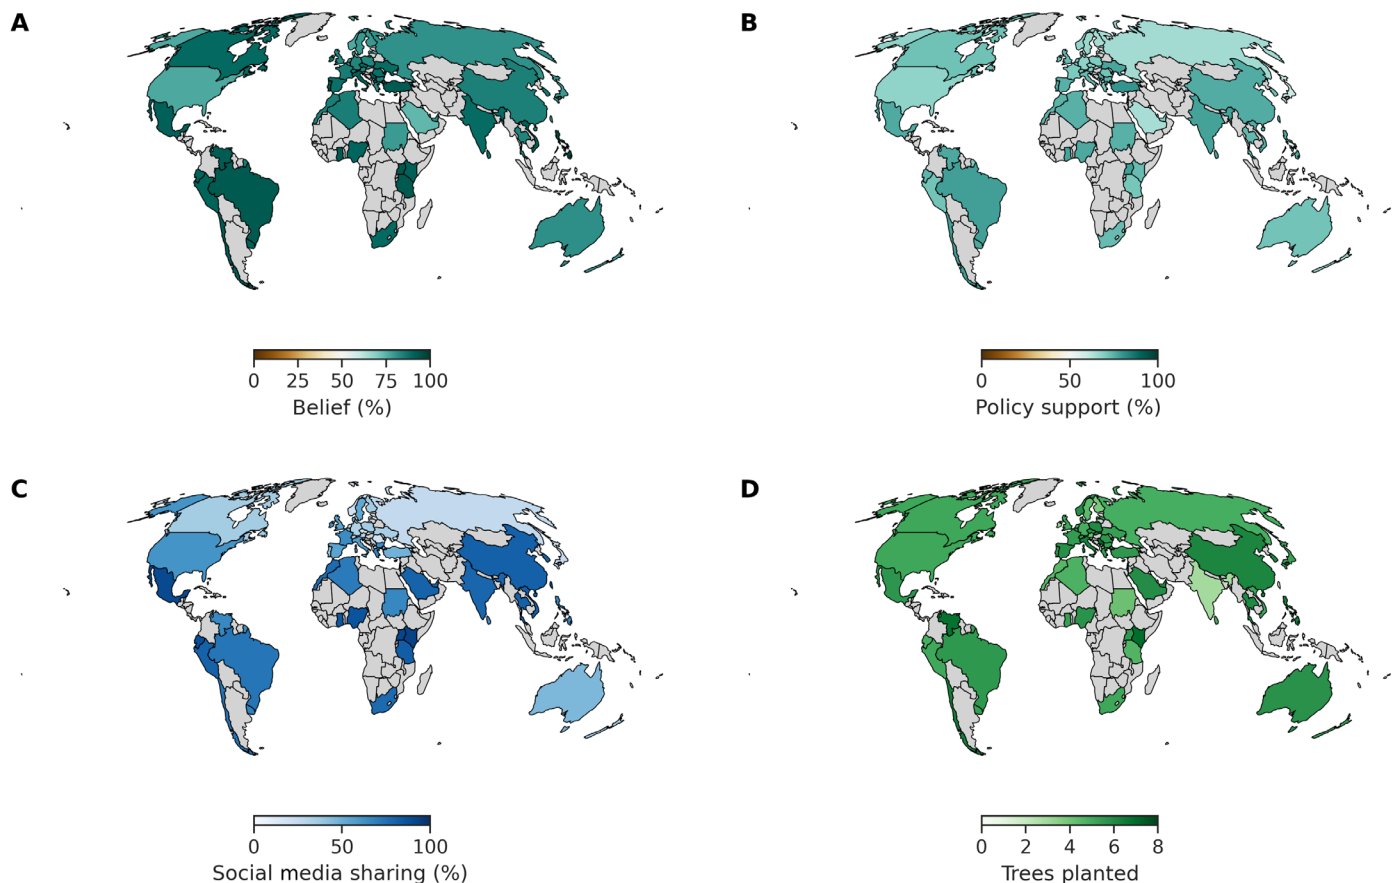 A
B
0 25 50 75 100
Belief (%)
0 50 100
Policy support (%)
C
D
0 50 100
Social media sharing (%)
0 2 4 6 8
Trees planted